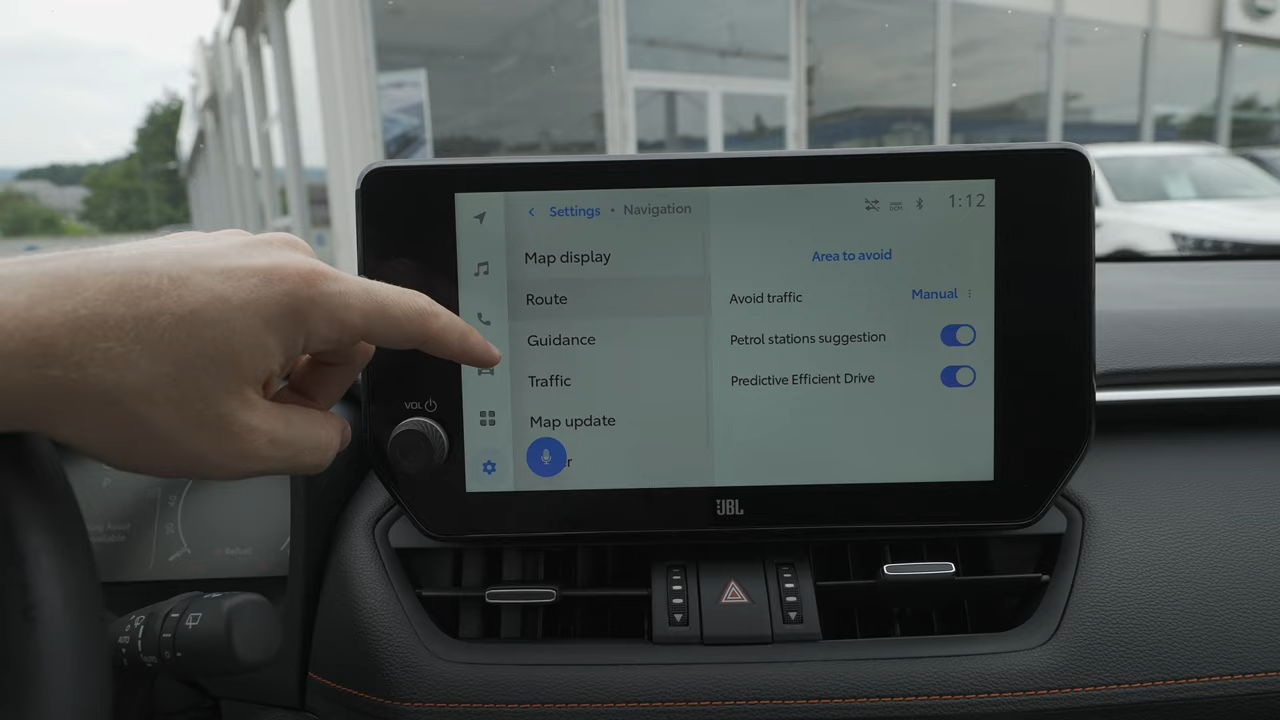 Settings • Navigation
DCM
1:12
Map display
Route
Guidance
Traffic
Map update
r
Area to avoid
Avoid traffic
Manual
Petrol stations suggestion
Predictive Efficient Drive
VOL
JBL
P